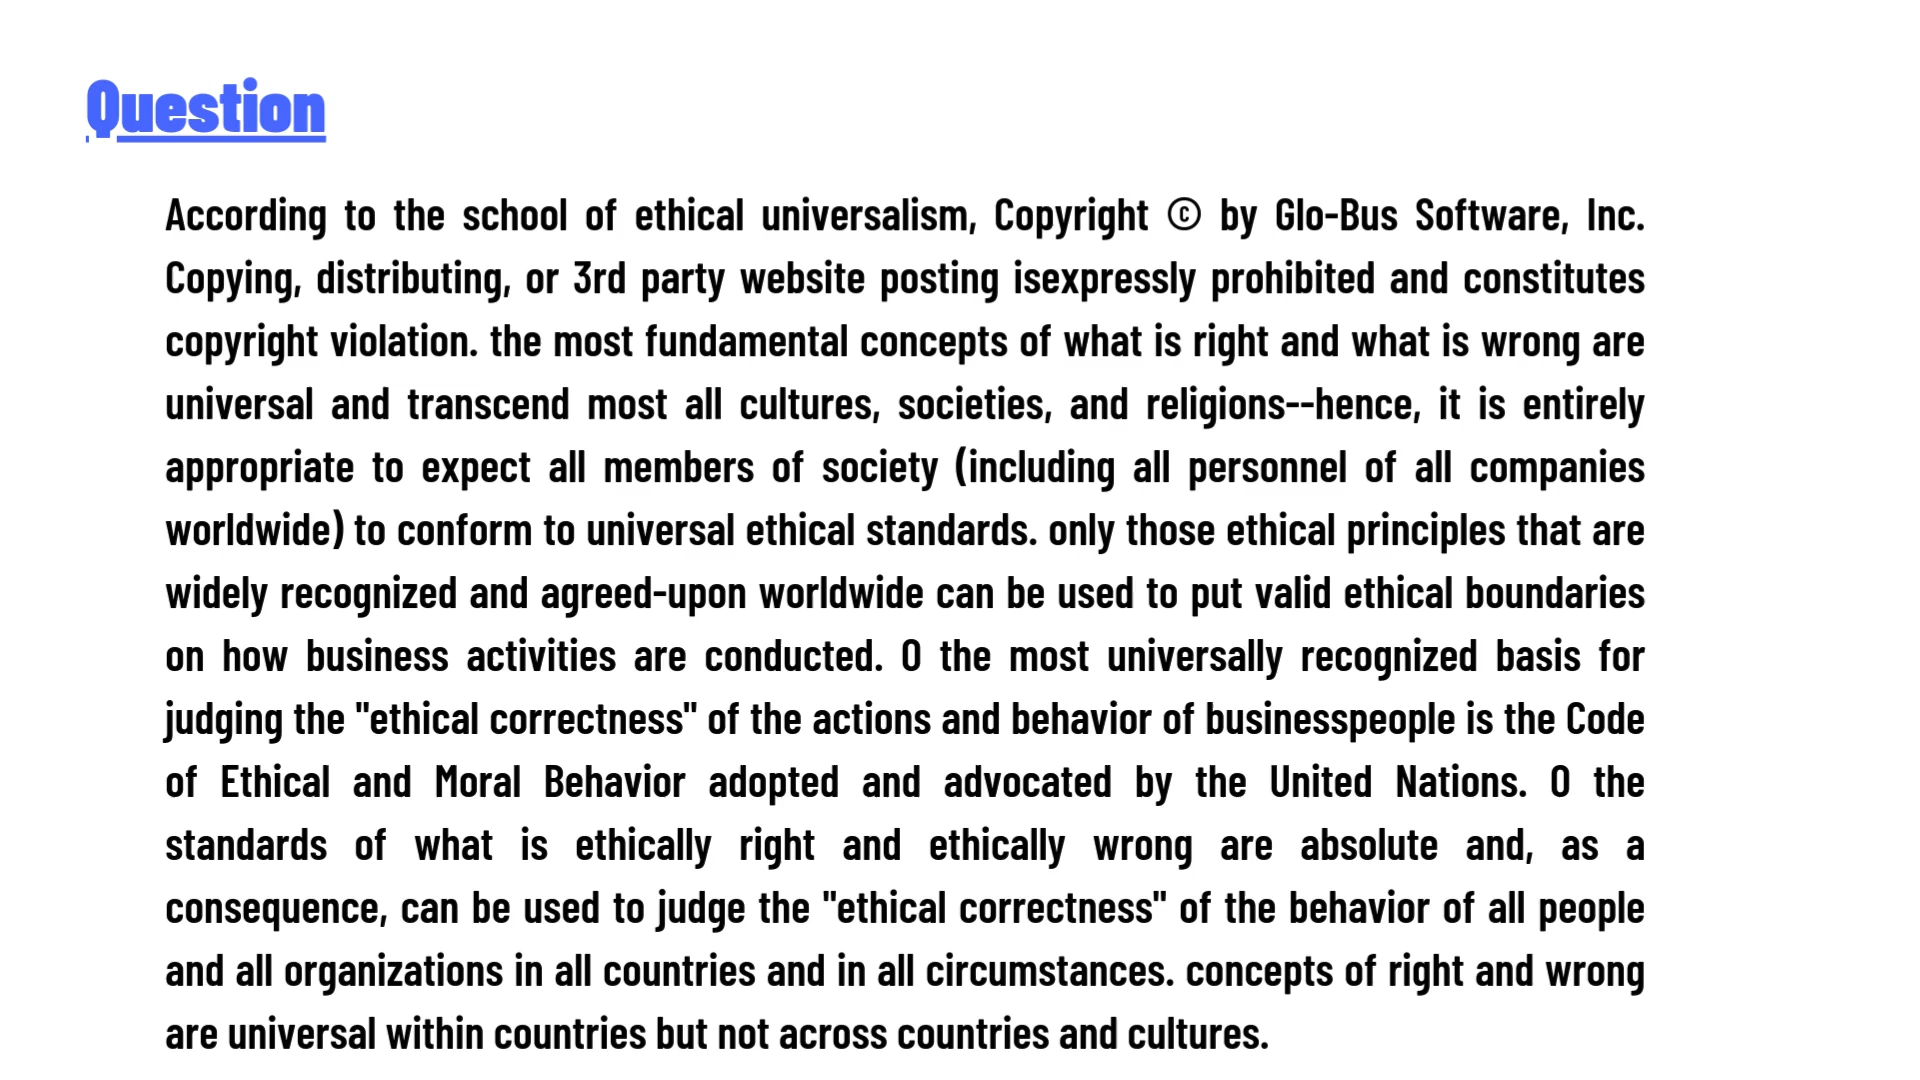 Question
According to the school of ethical universalism, Copyright © by Glo-Bus Software, Inc.
Copying, distributing, or 3rd party website posting isexpressly prohibited and constitutes
copyright violation. the most fundamental concepts of what is right and what is wrong are
universal and transcend most all cultures, societies, and religions--hence, it is entirely
appropriate to expect all members of society (including all personnel of all companies
worldwide) to conform to universal ethical standards. only those ethical principles that are
widely recognized and agreed-upon worldwide can be used to put valid ethical boundaries
on how business activities are conducted. O the most universally recognized basis for
judging the "ethical correctness" of the actions and behavior of businesspeople is the Code
of Ethical and Moral Behavior adopted and advocated by the United Nations. O the
standards of what is ethically right and ethically wrong are absolute and, as a
consequence, can be used to judge the "ethical correctness" of the behavior of all people
and all organizations in all countries and in all circumstances. concepts of right and wrong
are universal within countries but not across countries and cultures.